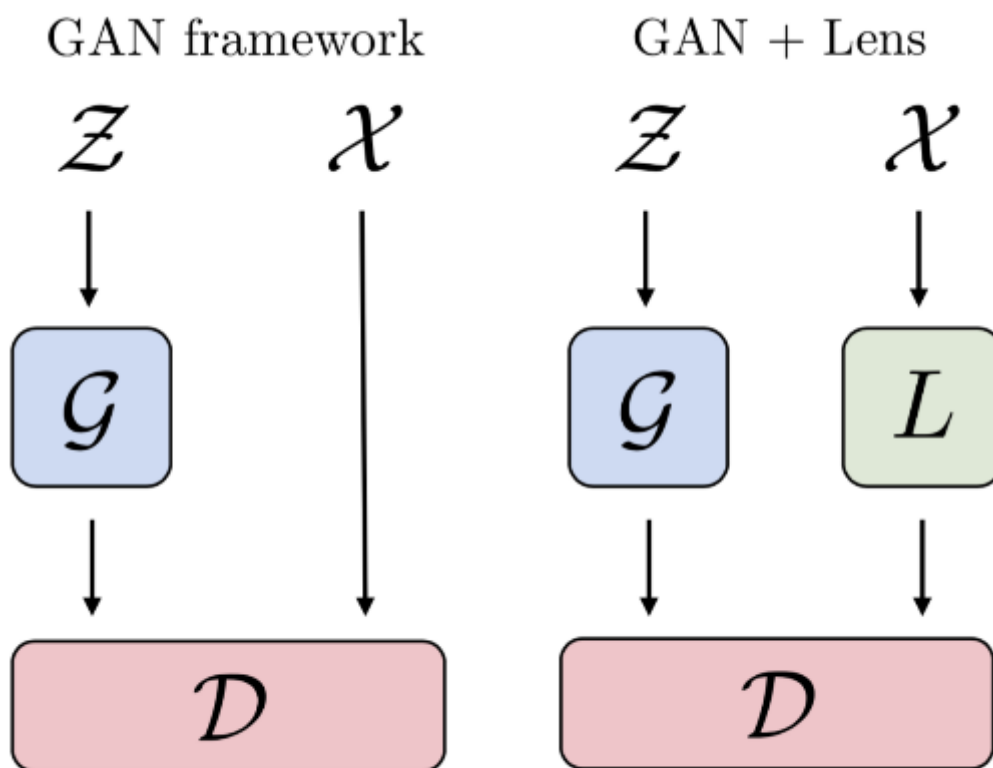 GAN framework GAN + Lens
𝒵 𝒳 𝒵 𝒳
𝒢 𝒢 L
𝒟 𝒟